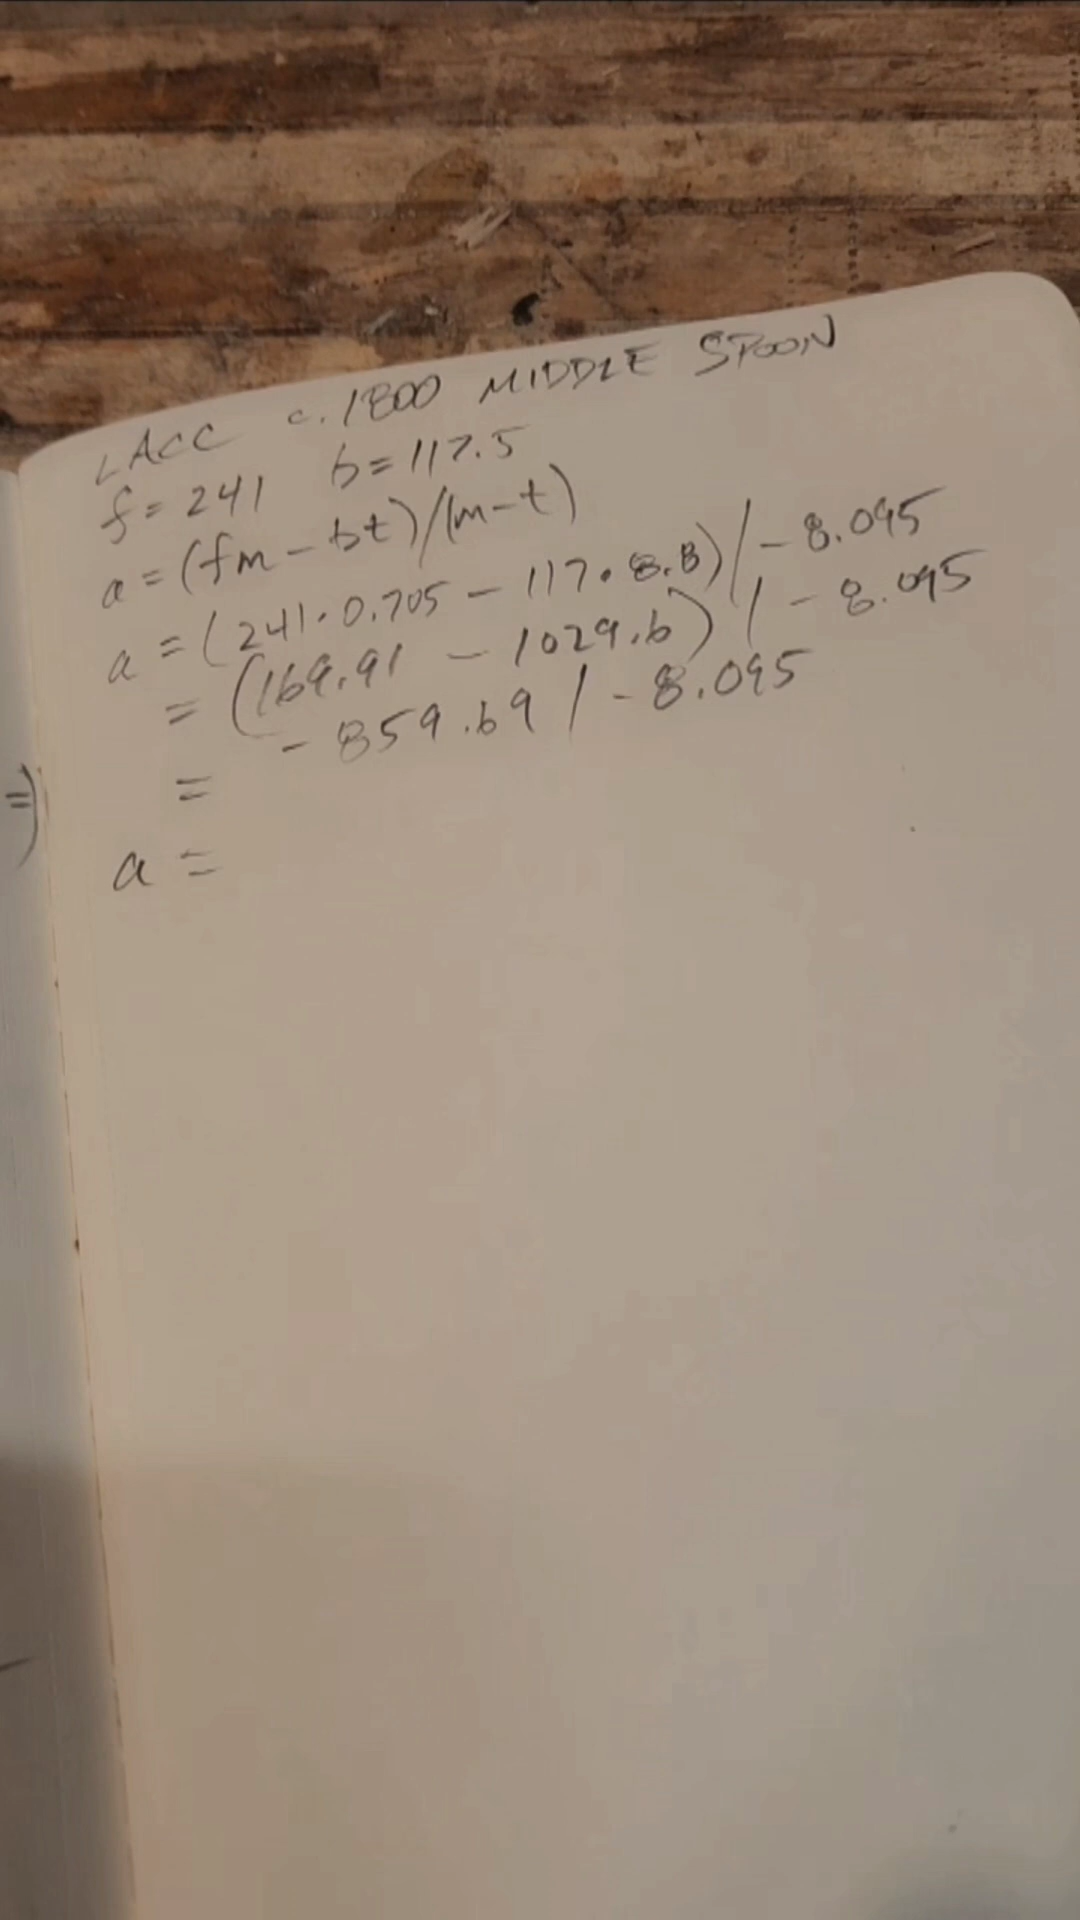 LACC c. 1800 MIDDLE SPOON
f = 241 b = 117.5
a = (fm - bt)/(m-t)
a = (241·0.705 - 117·8.8)/-8.095
= (169.91 - 1029.6)/-8.095
= -859.69/-8.095
a =
=)